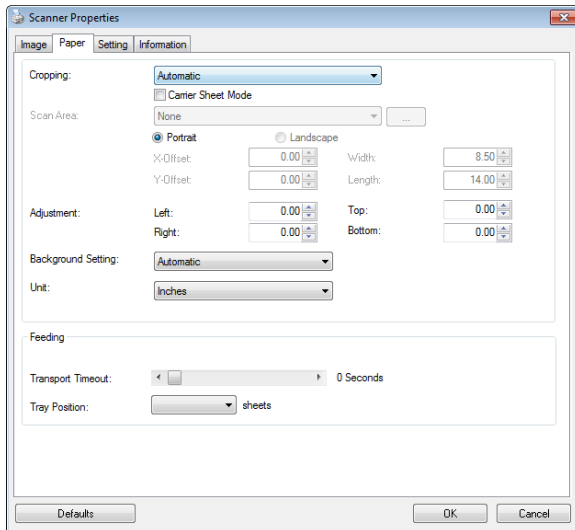 Scanner Properties
Image Paper Setting Information
Cropping: Automatic
Carrier Sheet Mode
Scan Area: None ...
Portrait Landscape
X-Offset: 0.00 Width: 8.50
Y-Offset: 0.00 Length: 14.00
Adjustment: Left: 0.00 Top: 0.00
Right: 0.00 Bottom: 0.00
Background Setting: Automatic
Unit: Inches
Feeding
Transport Timeout: 0 Seconds
Tray Position: sheets
Defaults OK Cancel